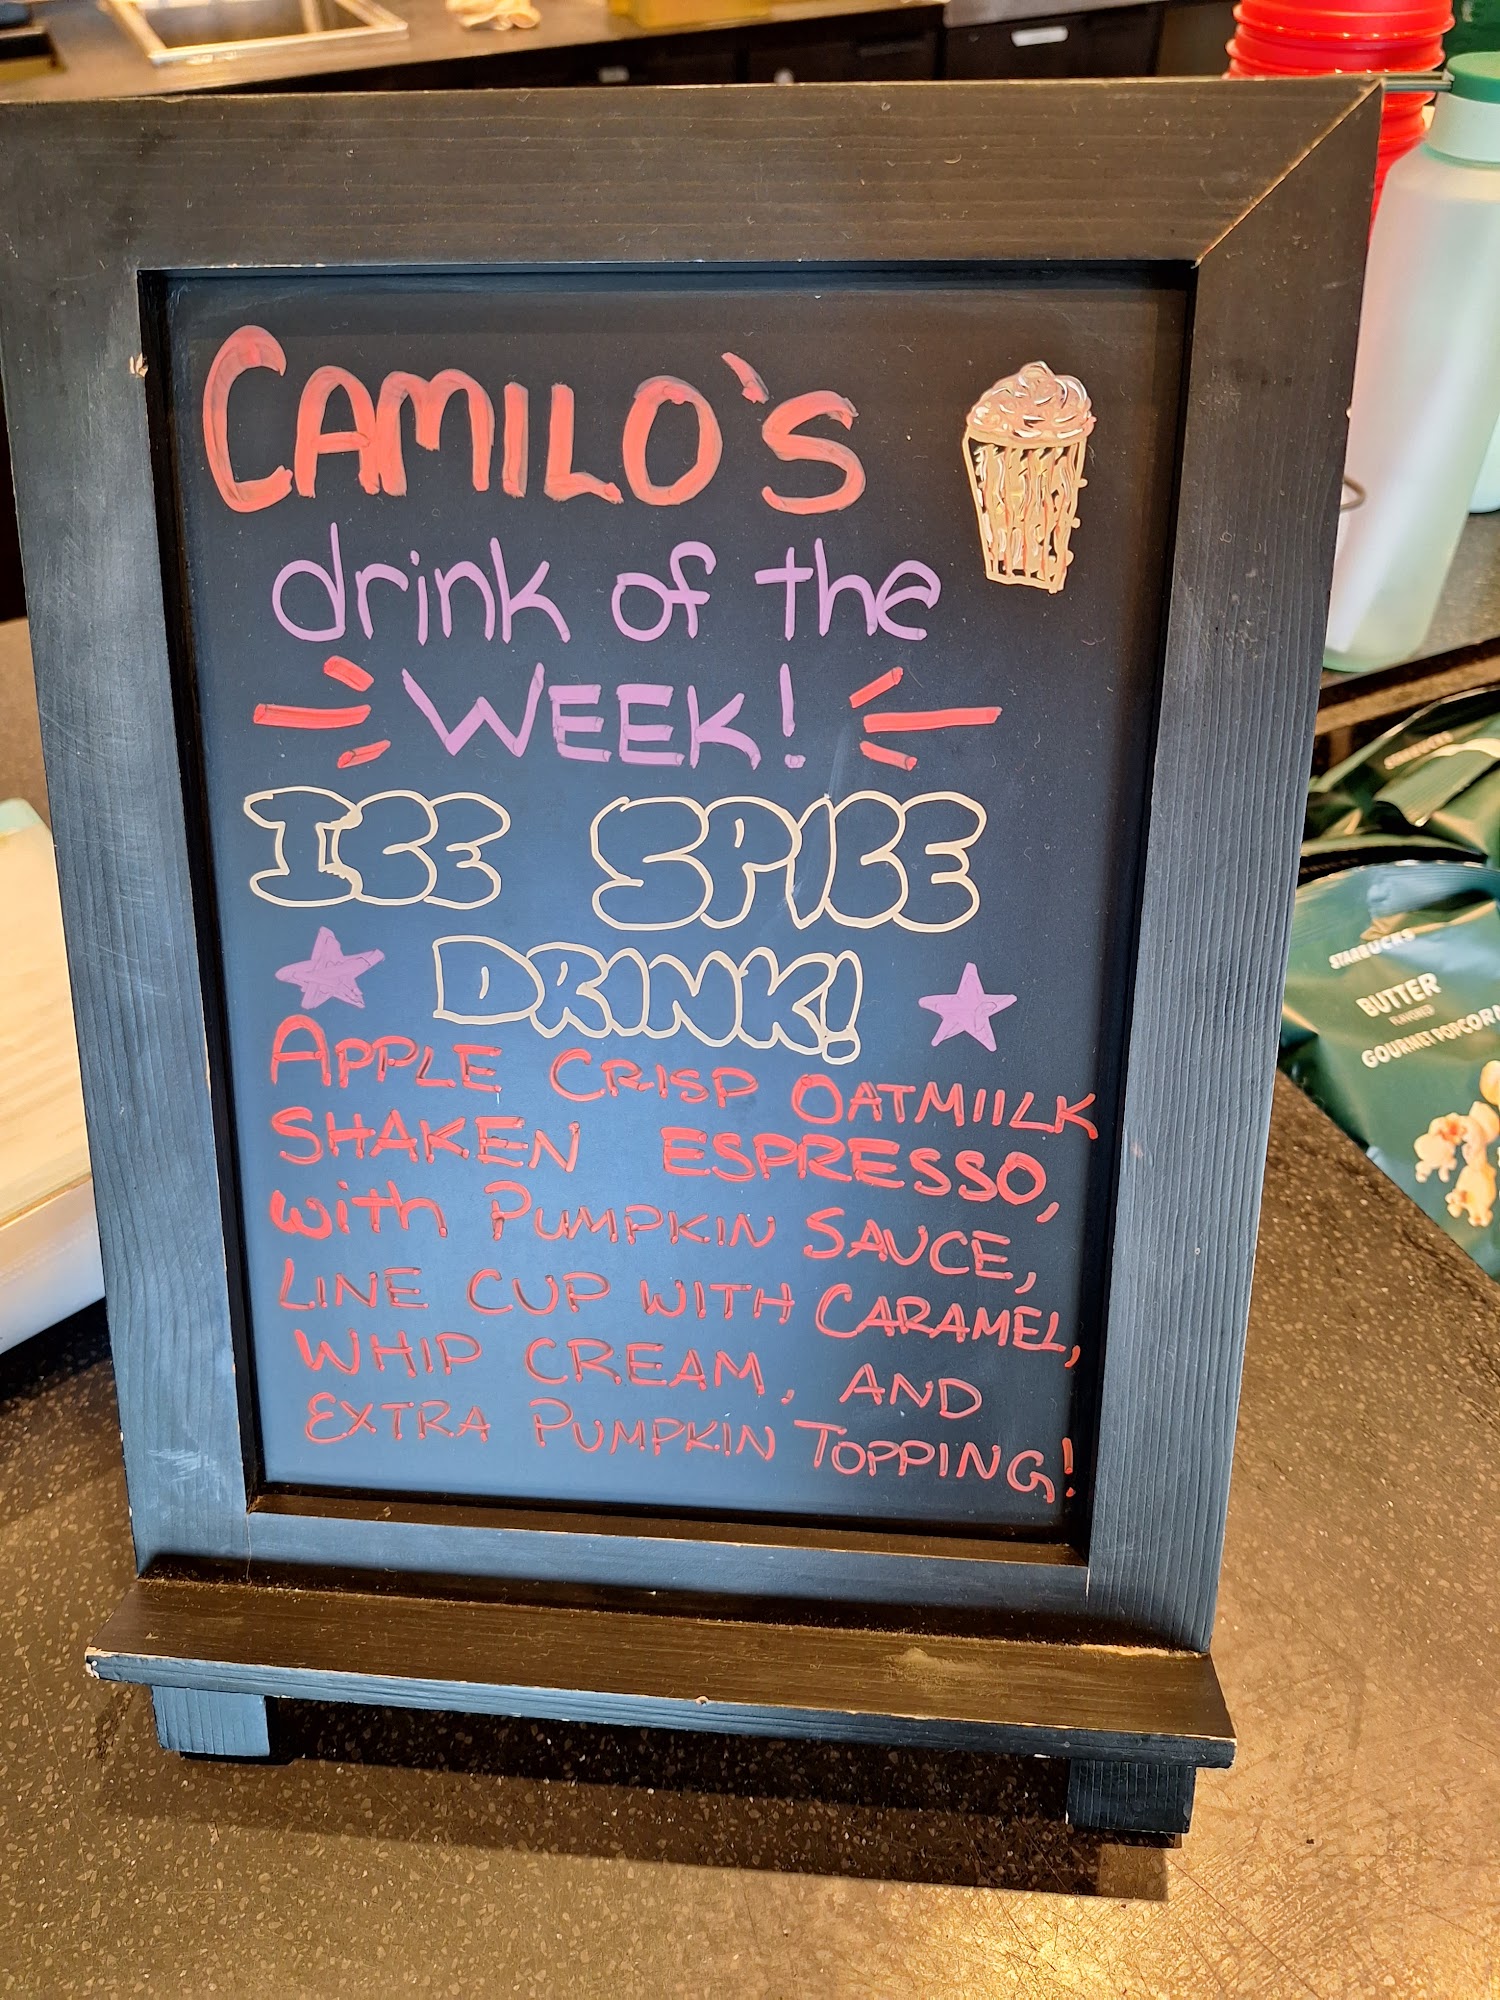 CAMILO'S
drink of the
WEEK!
ICE SPICE
DRINK!
APPLE CRISP OATMIILK
SHAKEN ESPRESSO,
with PUMPKIN SAUCE,
LINE CUP WITH CARAMEL,
WHIP CREAM, AND
EXTRA PUMPKIN TOPPING!
STARBUCKS
BUTTER
FLAVORED
GOURMET POPCORN